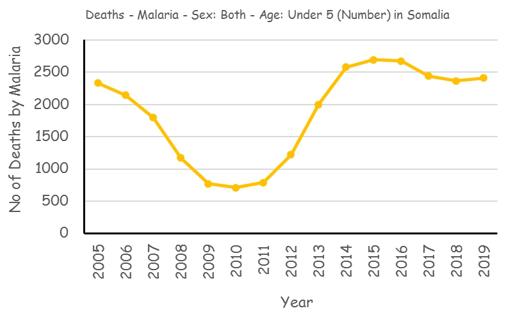 Deaths - Malaria - Sex: Both - Age: Under 5 (Number) in Somalia
No of Deaths by Malaria
3000
2500
2000
1500
1000
500
0
2005 2006 2007 2008 2009 2010 2011 2012 2013 2014 2015 2016 2017 2018 2019
Year